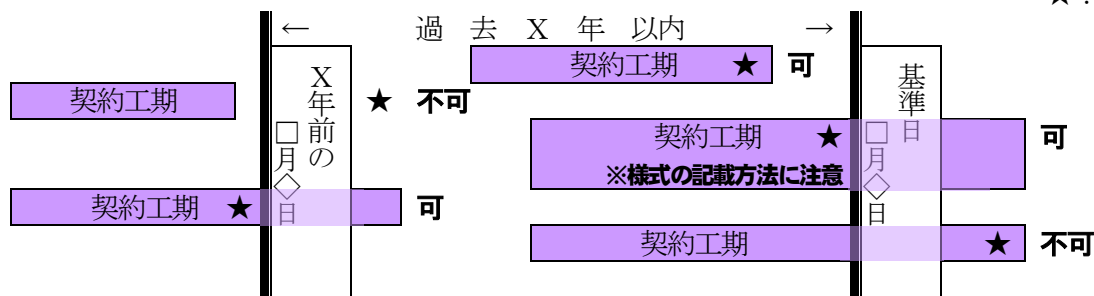 ★：
← 過去X年以内 →
契約工期 ★ 可
契約工期 ★ 不可
X年前の
□月◇日
基準日
□月◇日
契約工期 ★ 可
※様式の記載方法に注意
契約工期 ★ 可
契約工期 ★ 不可